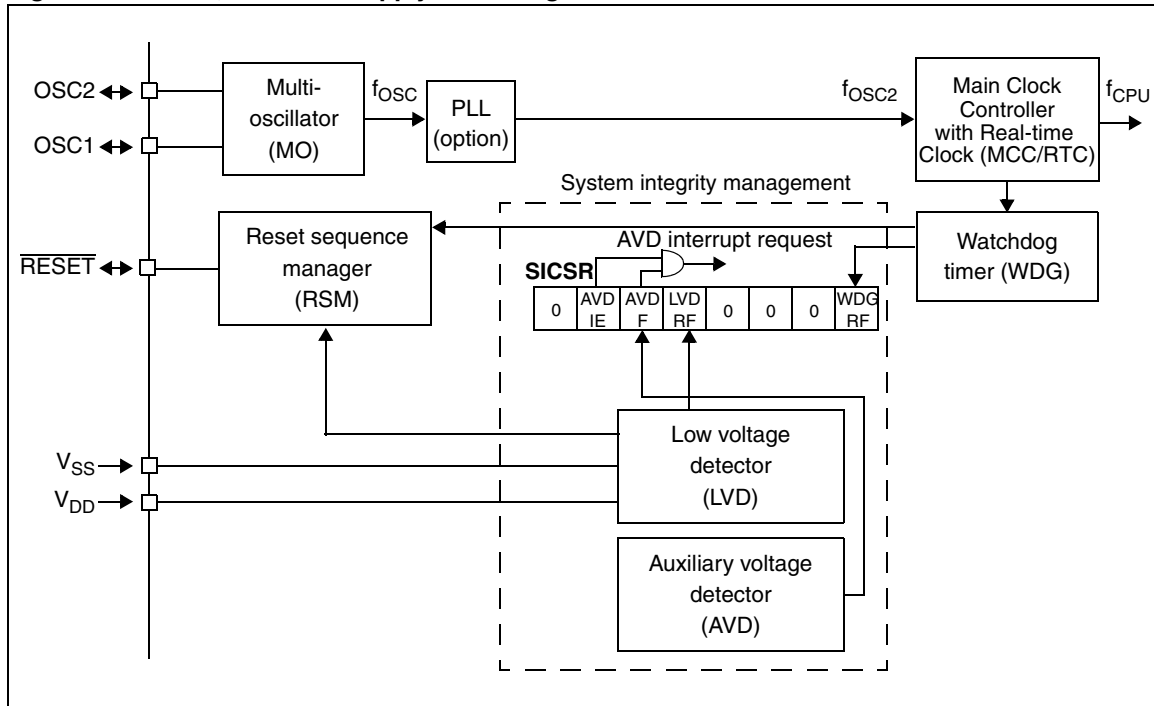 OSC2
OSC1
Multi-
oscillator
(MO)
fOSC
PLL
(option)
fOSC2
Main Clock
Controller
with Real-time
Clock (MCC/RTC)
fCPU
System integrity management
RESET
Reset sequence
manager
(RSM)
AVD interrupt request
Watchdog
timer (WDG)
SICSR
0
AVD
IE
AVD
F
LVD
RF
0
0
0
WDG
RF
VSS
VDD
Low voltage
detector
(LVD)
Auxiliary voltage
detector
(AVD)